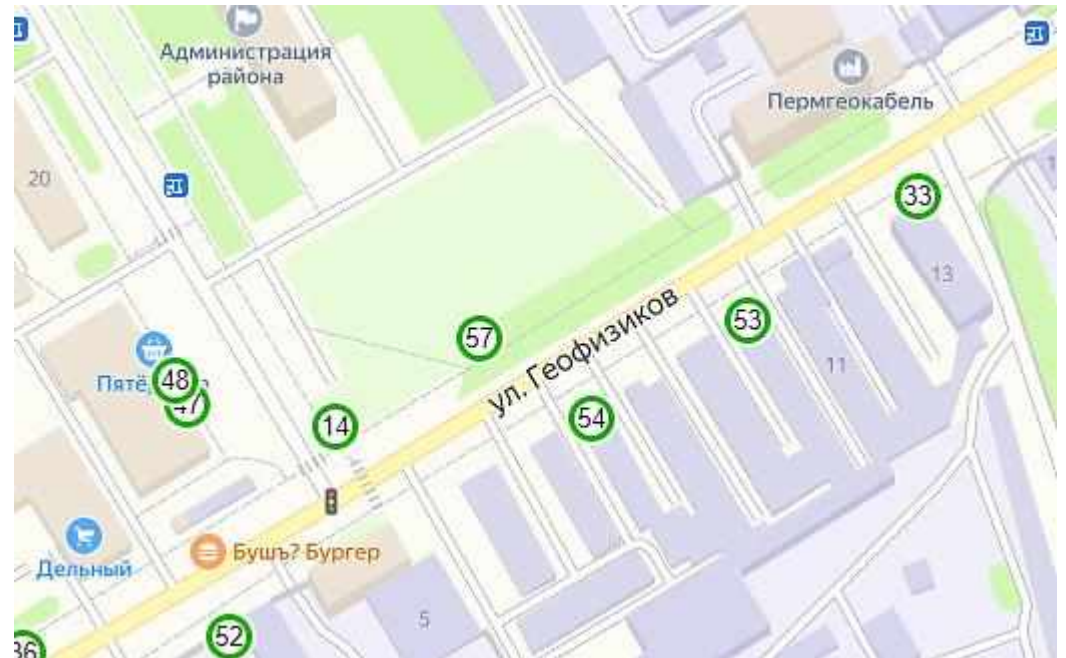 Администрация
района
Пермгеокабель
20
33
13
57
53
ул. Геофизиков
11
48
47
14
54
Бушъ? Бургер
Дельный
5
52
36